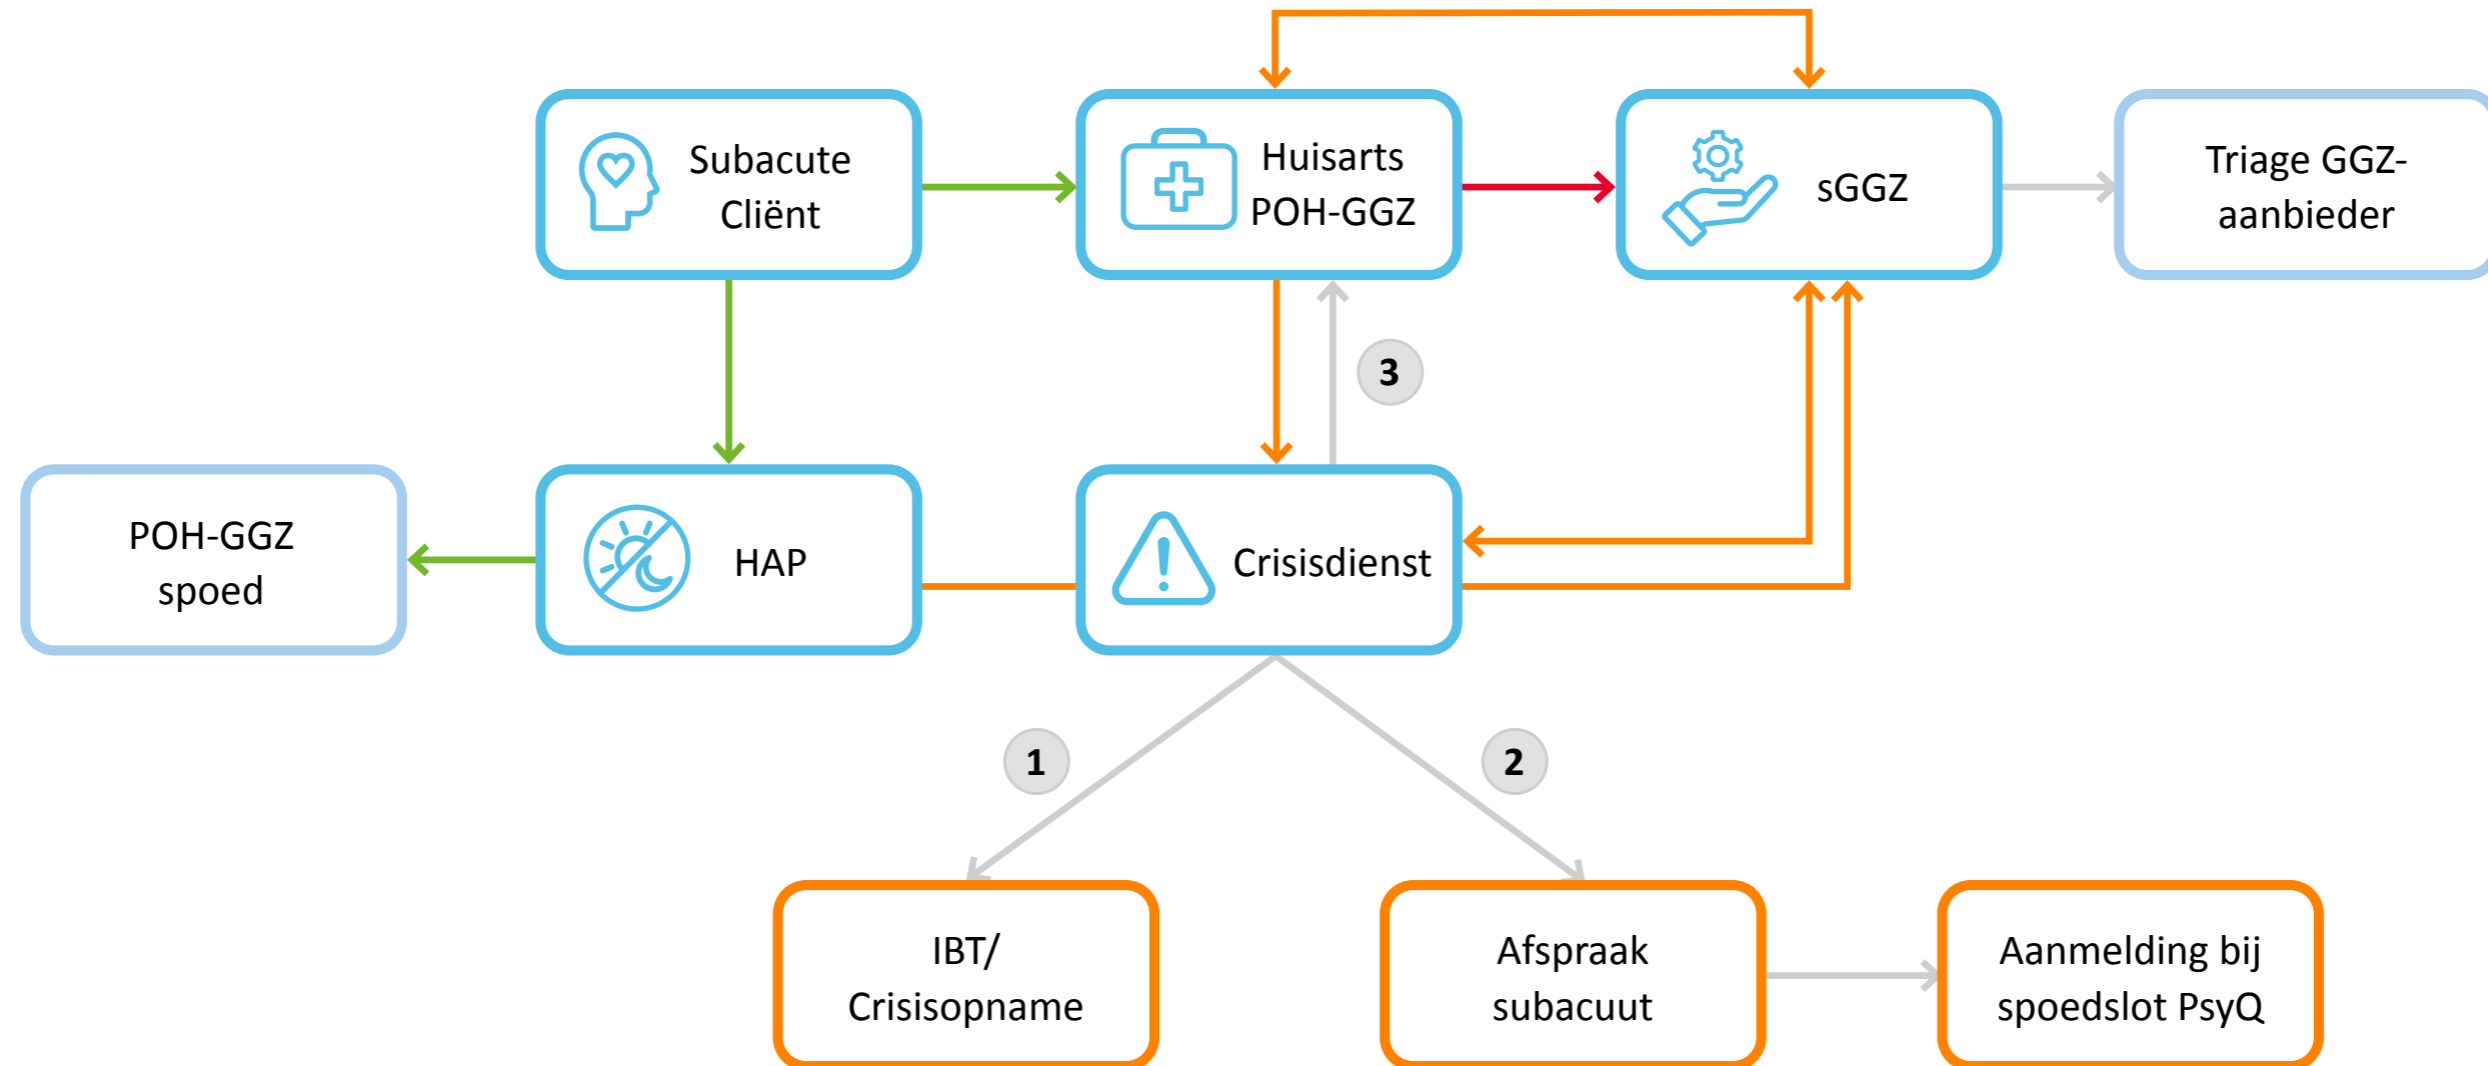 Subacute
Cliënt
Huisarts
POH-GGZ
sGGZ
Triage GGZ-
aanbieder
3
POH-GGZ
spoed
HAP
Crisisdienst
1
2
IBT/
Crisisopname
Afspraak
subacuut
Aanmelding bij
spoedslot PsyQ